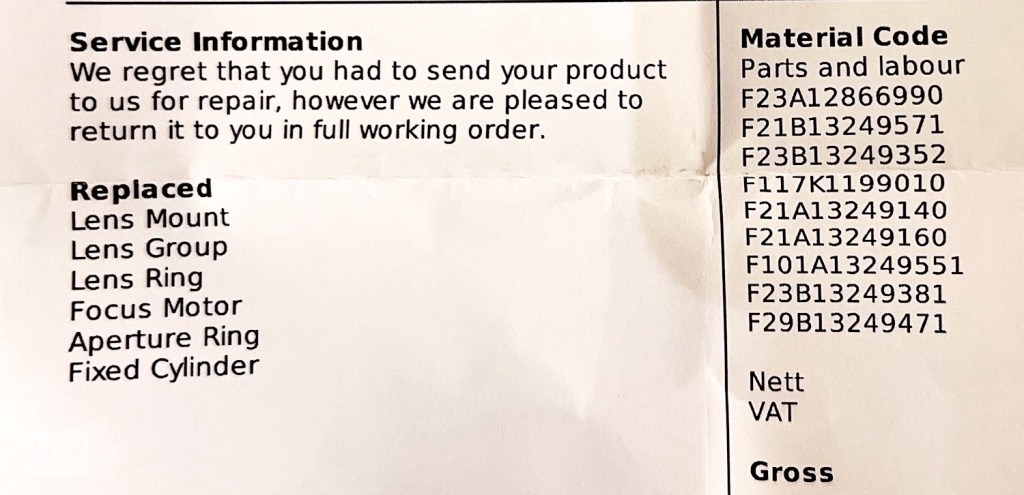 Service Information
We regret that you had to send your product
to us for repair, however we are pleased to
return it to you in full working order.
Replaced
Lens Mount
Lens Group
Lens Ring
Focus Motor
Aperture Ring
Fixed Cylinder
Material Code
Parts and labour
F23A12866990
F21B13249571
F23B13249352
F117K1199010
F21A13249140
F21A13249160
F101A13249551
F23B13249381
F29B13249471
Nett
VAT
Gross